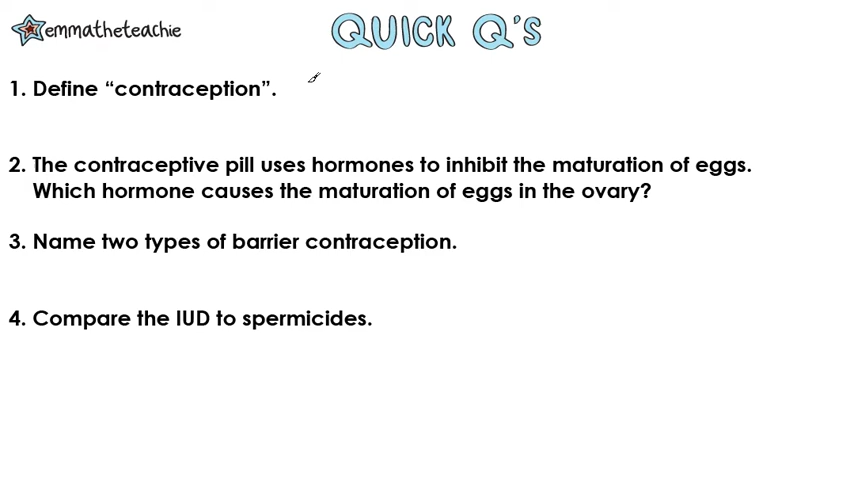 emmatheteachie
QUICK Q'S
1. Define “contraception”.
2. The contraceptive pill uses hormones to inhibit the maturation of eggs.
Which hormone causes the maturation of eggs in the ovary?
3. Name two types of barrier contraception.
4. Compare the IUD to spermicides.